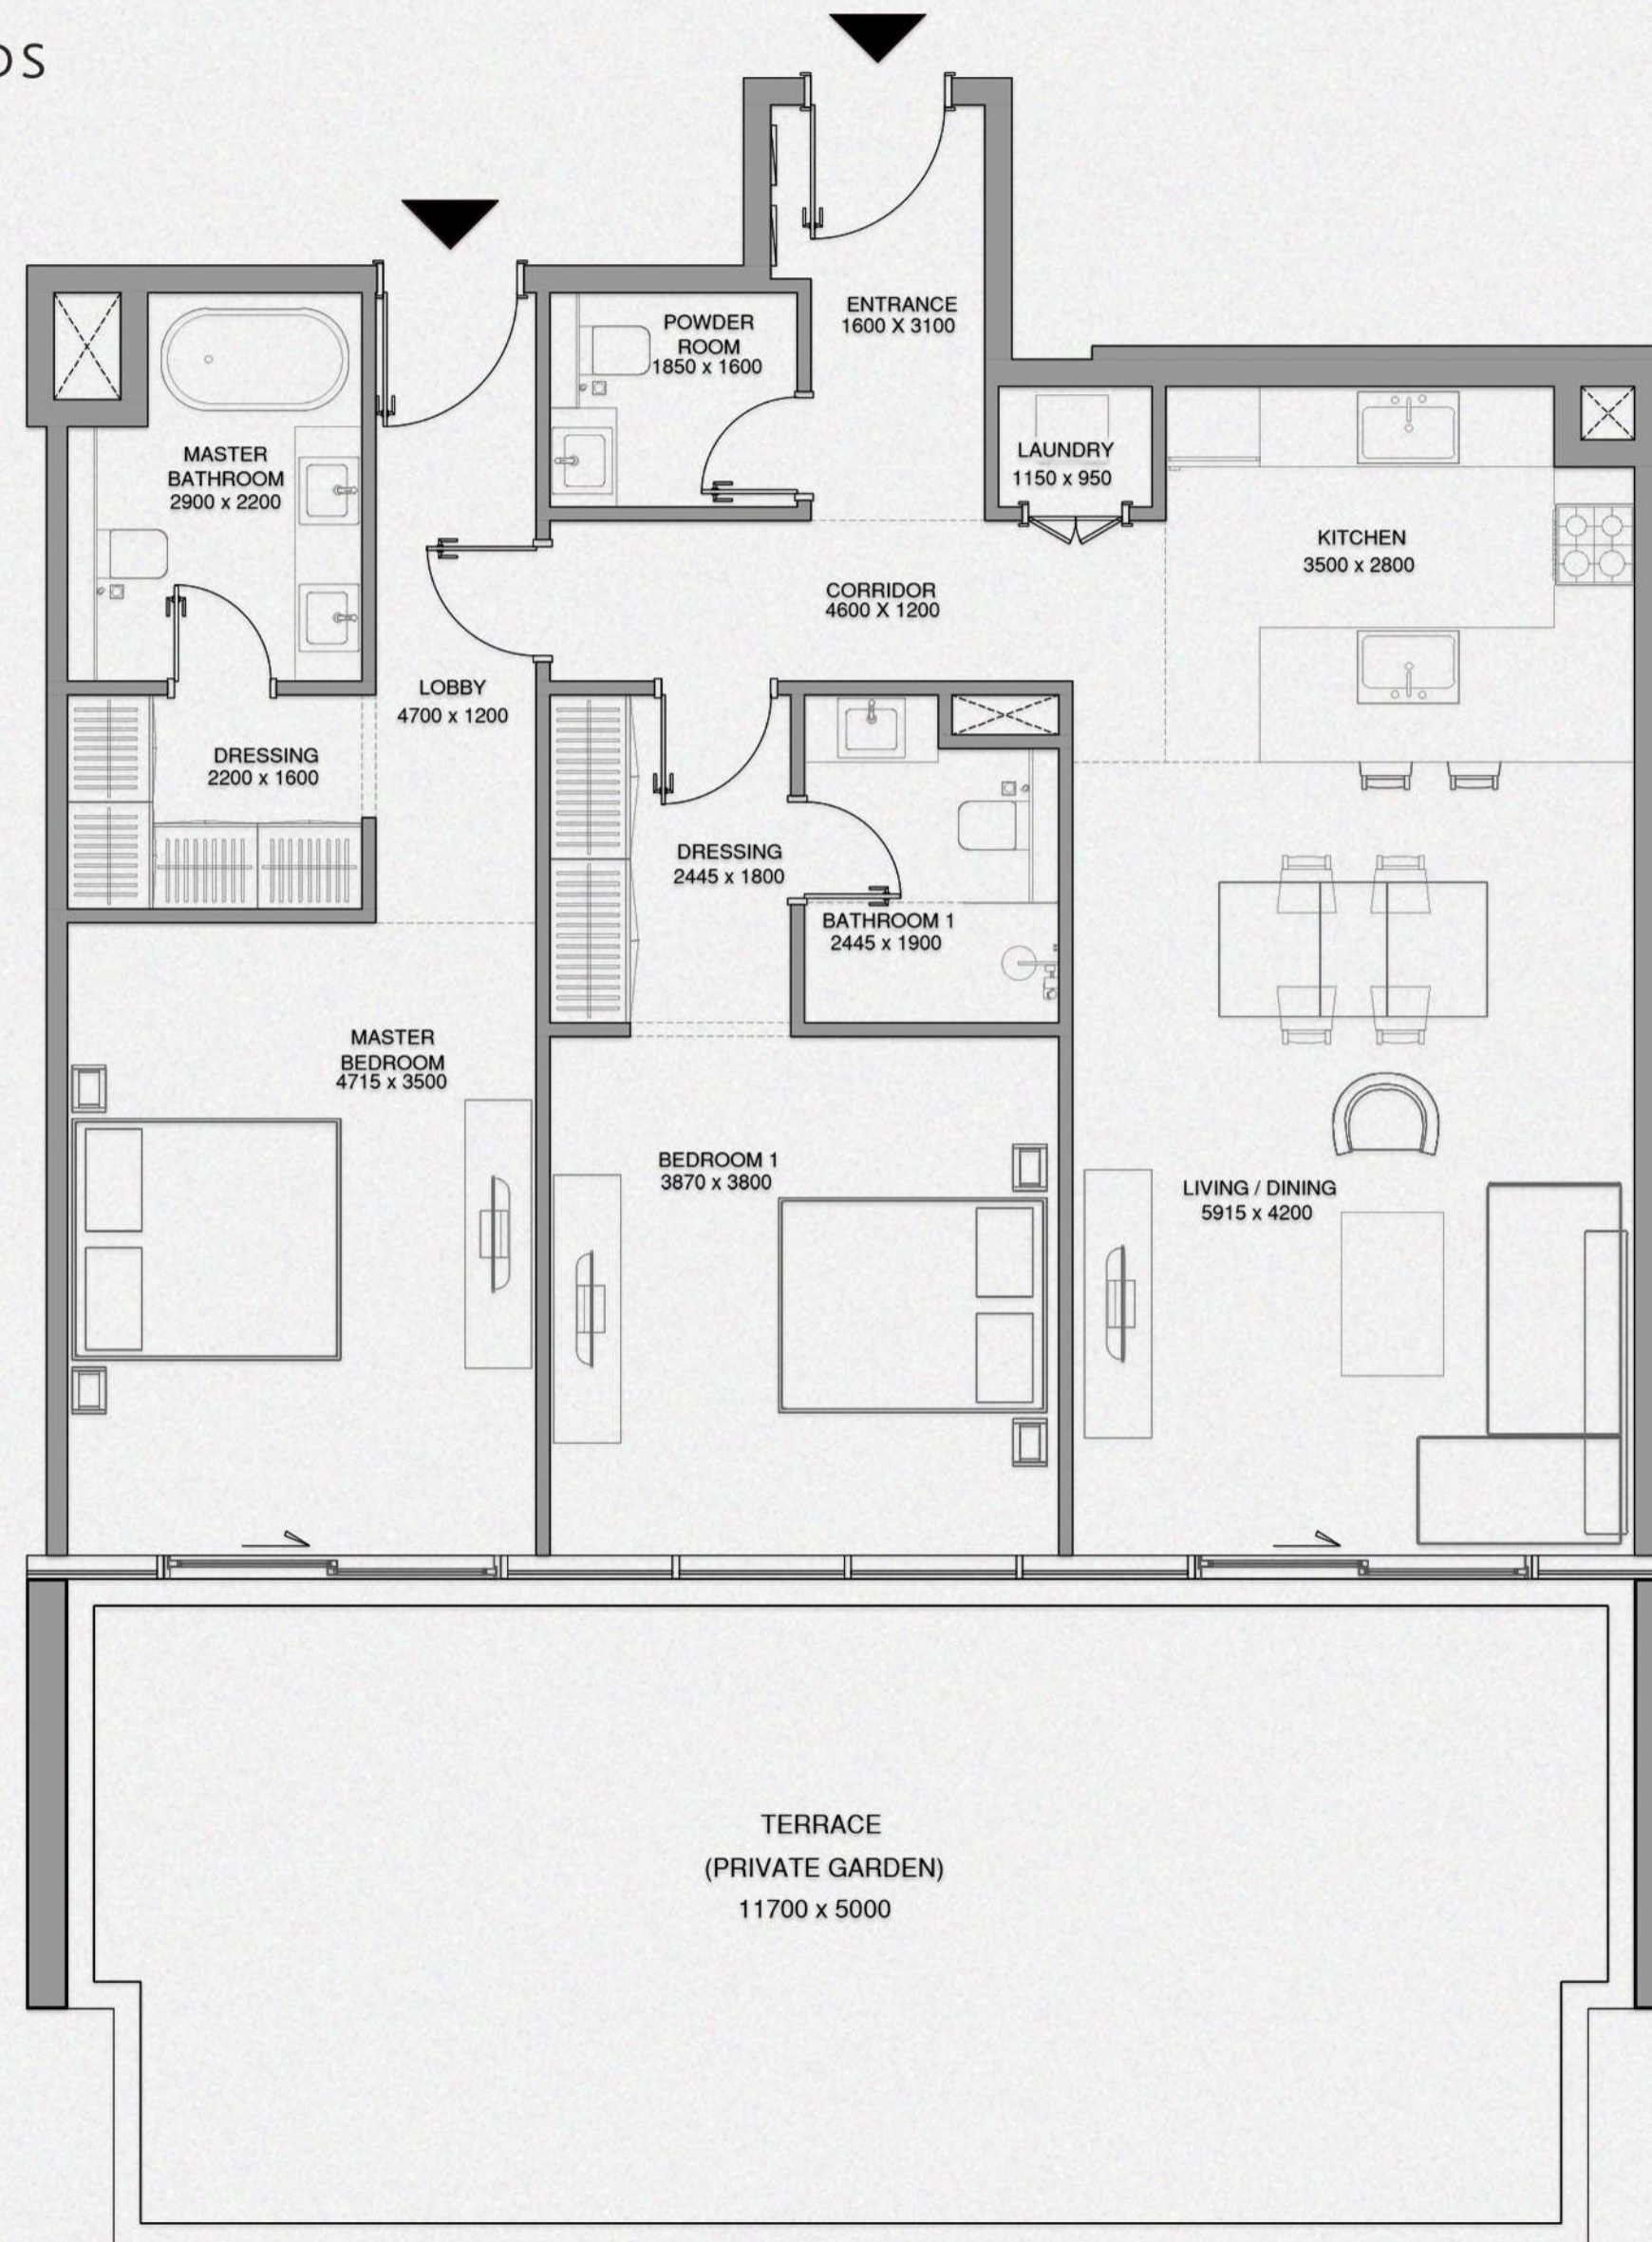 DS
ENTRANCE
1600 X 3100
POWDER
ROOM
1850 x 1600
MASTER
BATHROOM
2900 x 2200
LAUNDRY
1150 x 950
KITCHEN
3500 x 2800
CORRIDOR
4600 X 1200
LOBBY
4700 x 1200
DRESSING
2200 x 1600
DRESSING
2445 x 1800
BATHROOM 1
2445 x 1900
MASTER
BEDROOM
4715 x 3500
BEDROOM 1
3870 x 3800
LIVING / DINING
5915 x 4200
TERRACE
(PRIVATE GARDEN)
11700 x 5000